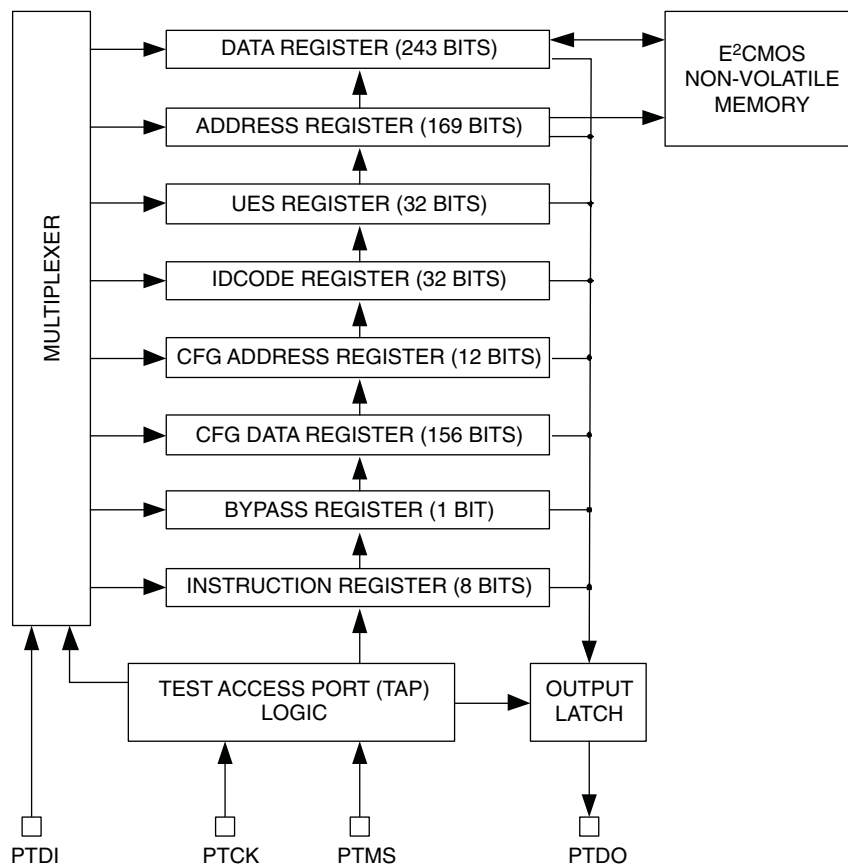 DATA REGISTER (243 BITS)
E²CMOS
NON-VOLATILE
MEMORY
ADDRESS REGISTER (169 BITS)
UES REGISTER (32 BITS)
MULTIPLEXER
IDCODE REGISTER (32 BITS)
CFG ADDRESS REGISTER (12 BITS)
CFG DATA REGISTER (156 BITS)
BYPASS REGISTER (1 BIT)
INSTRUCTION REGISTER (8 BITS)
TEST ACCESS PORT (TAP)
LOGIC
OUTPUT
LATCH
PTDI
PTCK
PTMS
PTDO